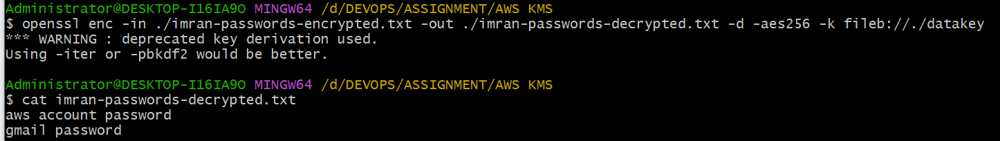 Administrator@DESKTOP-I16IA9O MINGW64 /d/DEVOPS/ASSIGNMENT/AWS KMS
$ openssl enc -in ./imran-passwords-encrypted.txt -out ./imran-passwords-decrypted.txt -d -aes256 -k fileb://./datakey
*** WARNING : deprecated key derivation used.
Using -iter or -pbkdf2 would be better.

Administrator@DESKTOP-I16IA9O MINGW64 /d/DEVOPS/ASSIGNMENT/AWS KMS
$ cat imran-passwords-decrypted.txt
aws account password
gmail password